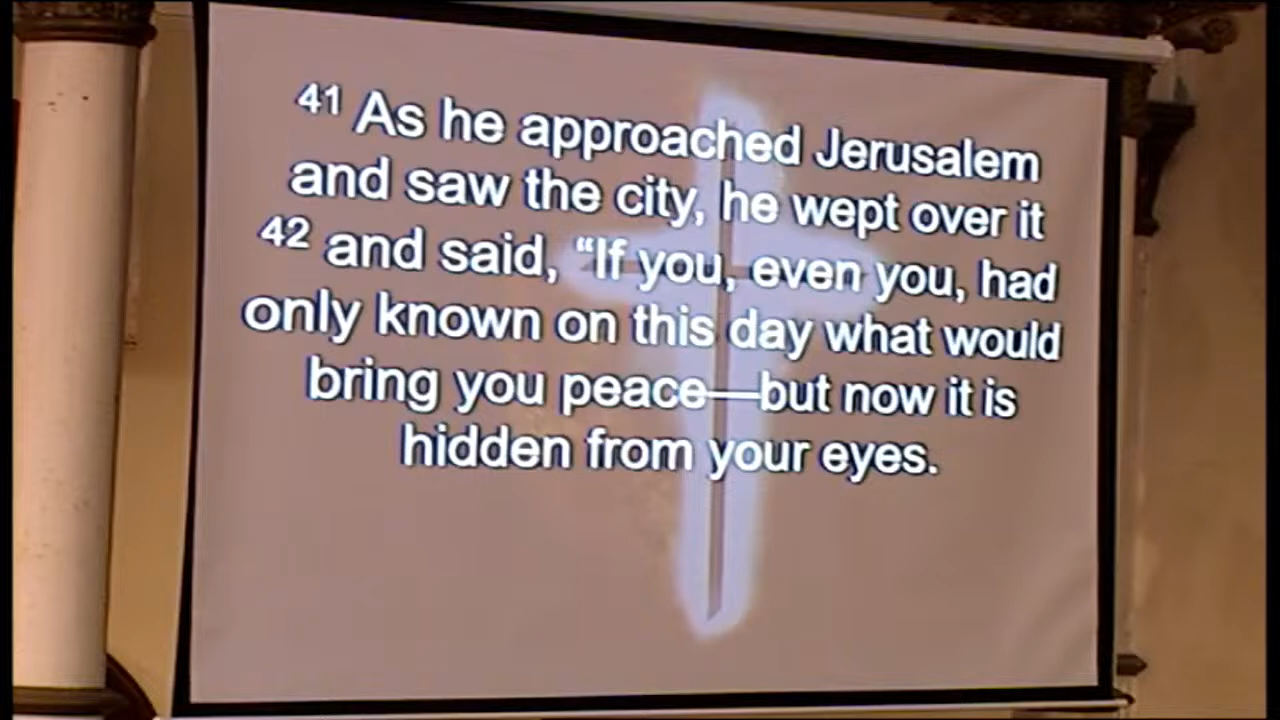 41 As he approached Jerusalem
and saw the city, he wept over it
42 and said, “If you, even you, had
only known on this day what would
bring you peace—but now it is
hidden from your eyes.